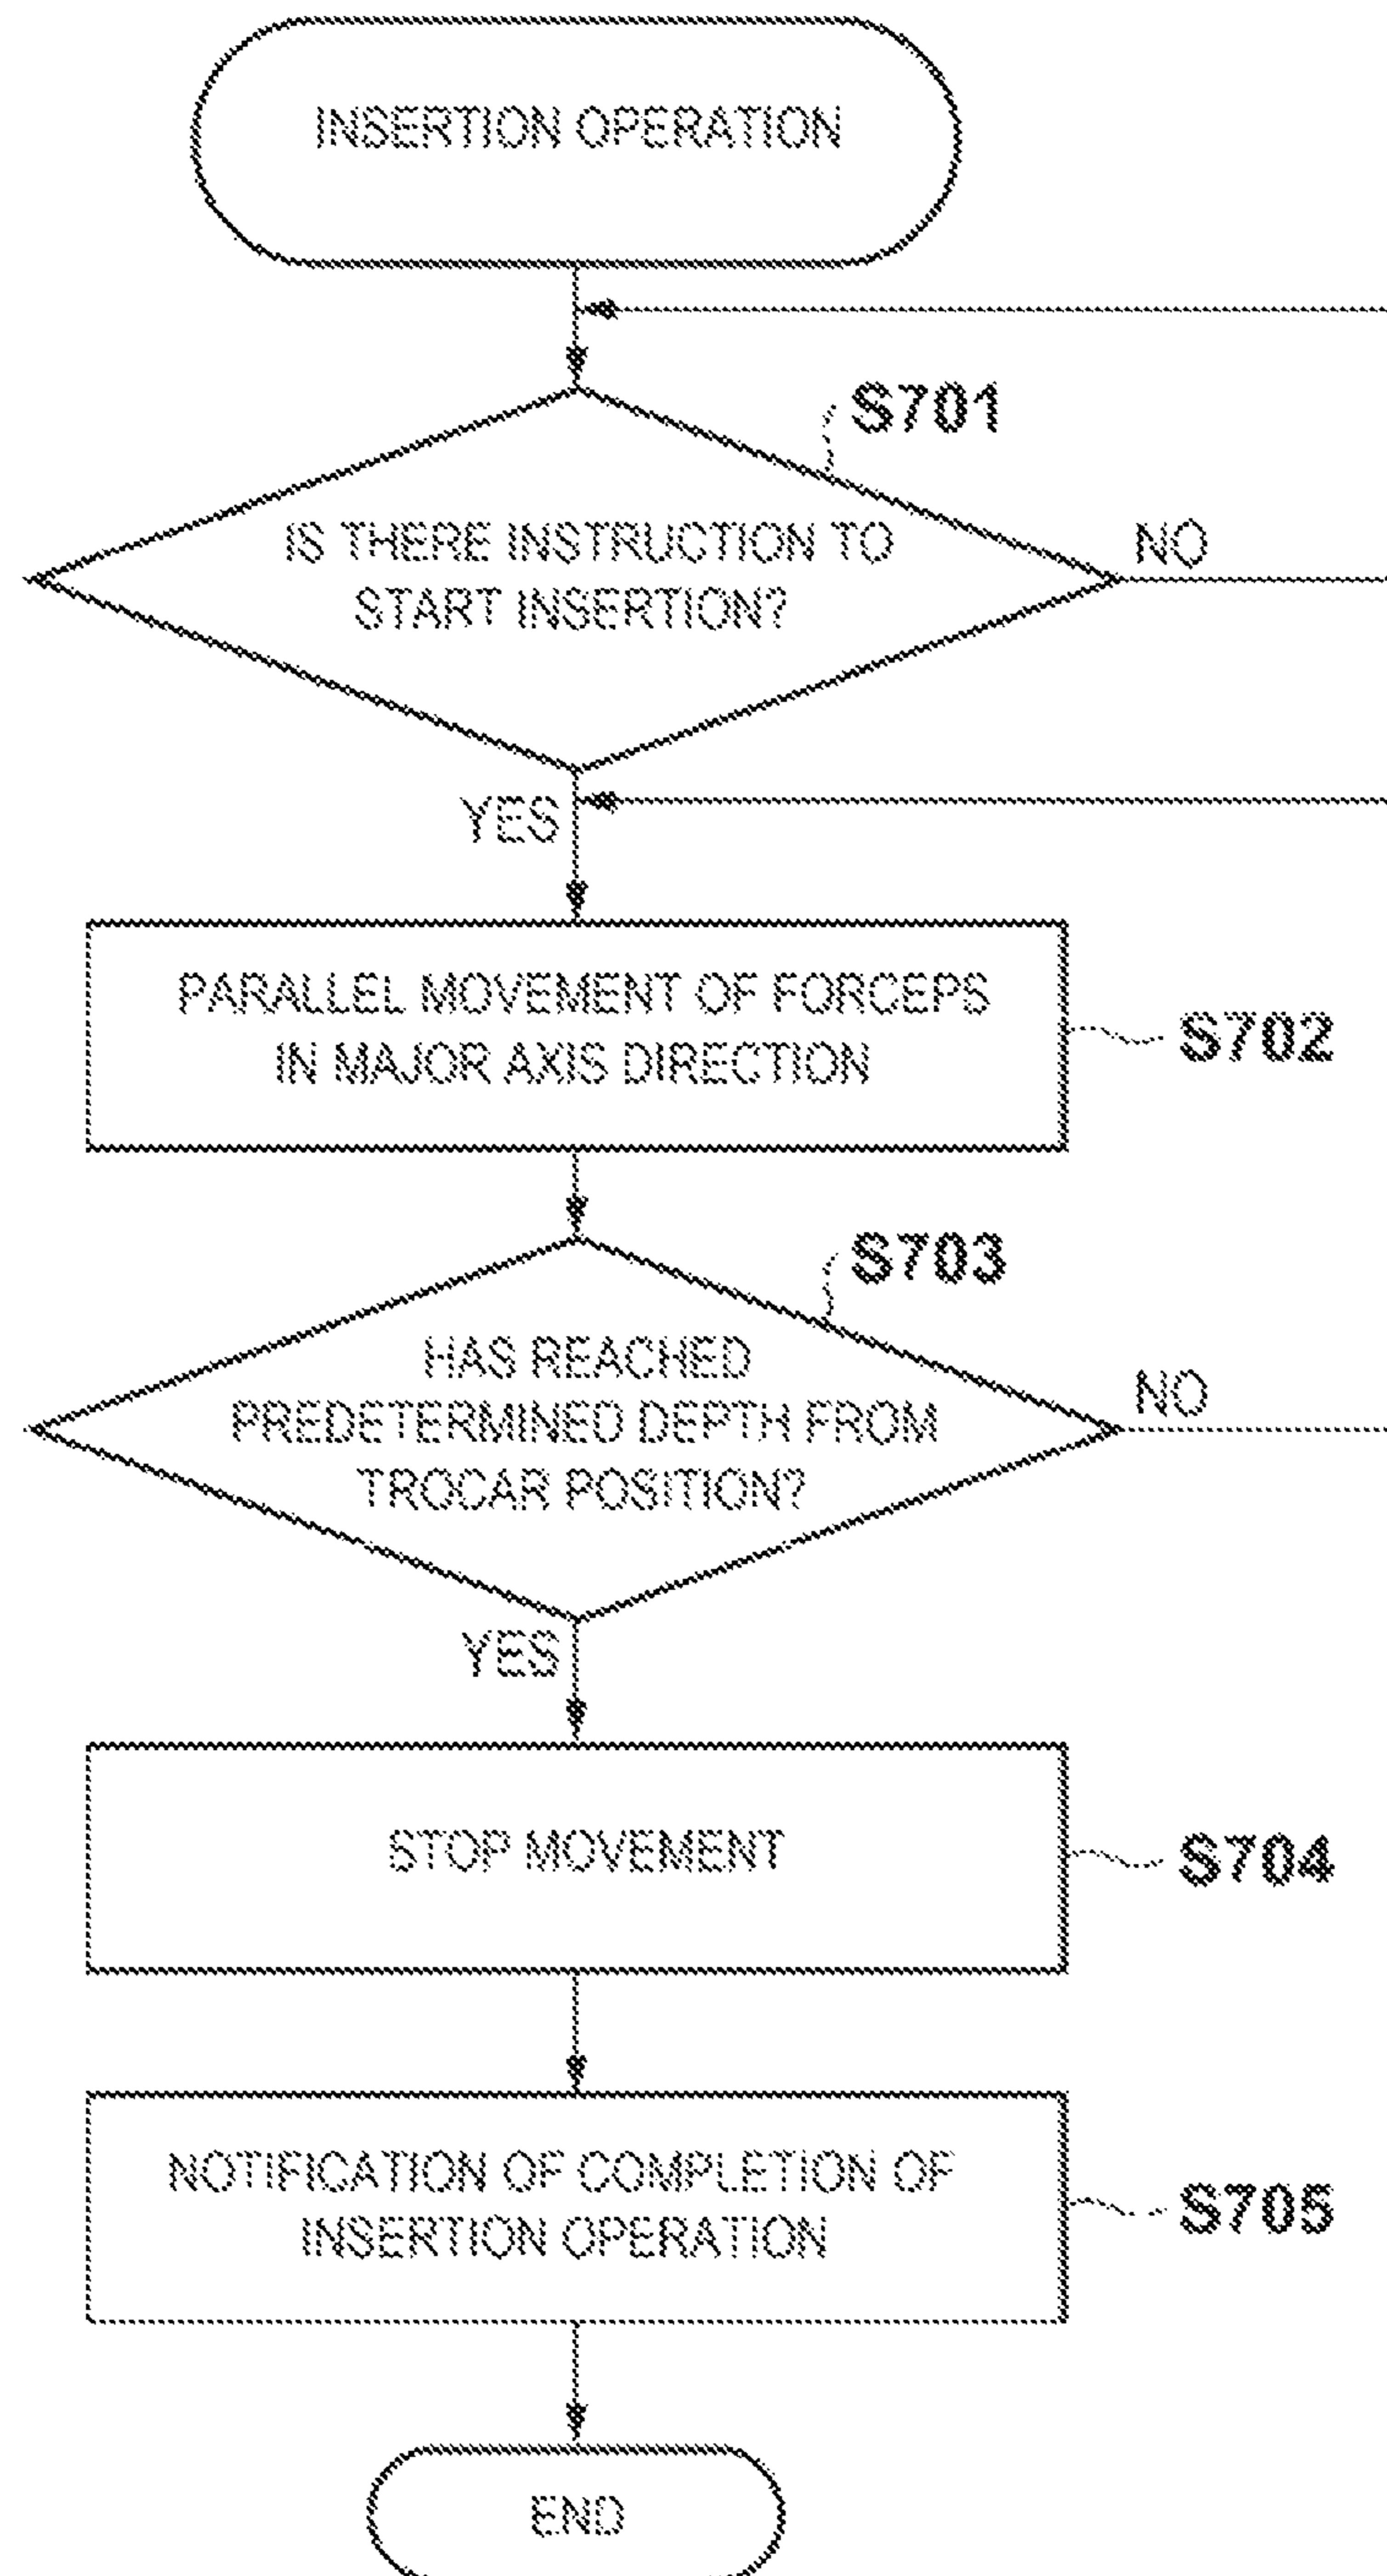 INSERTION OPERATION
S701
IS THERE INSTRUCTION TO
START INSERTION?
NO
YES
PARALLEL MOVEMENT OF FORCEPS
IN MAJOR AXIS DIRECTION
S702
S703
HAS REACHED
PREDETERMINED DEPTH FROM
TROCAR POSITION?
NO
YES
STOP MOVEMENT
S704
NOTIFICATION OF COMPLETION OF
INSERTION OPERATION
S705
END